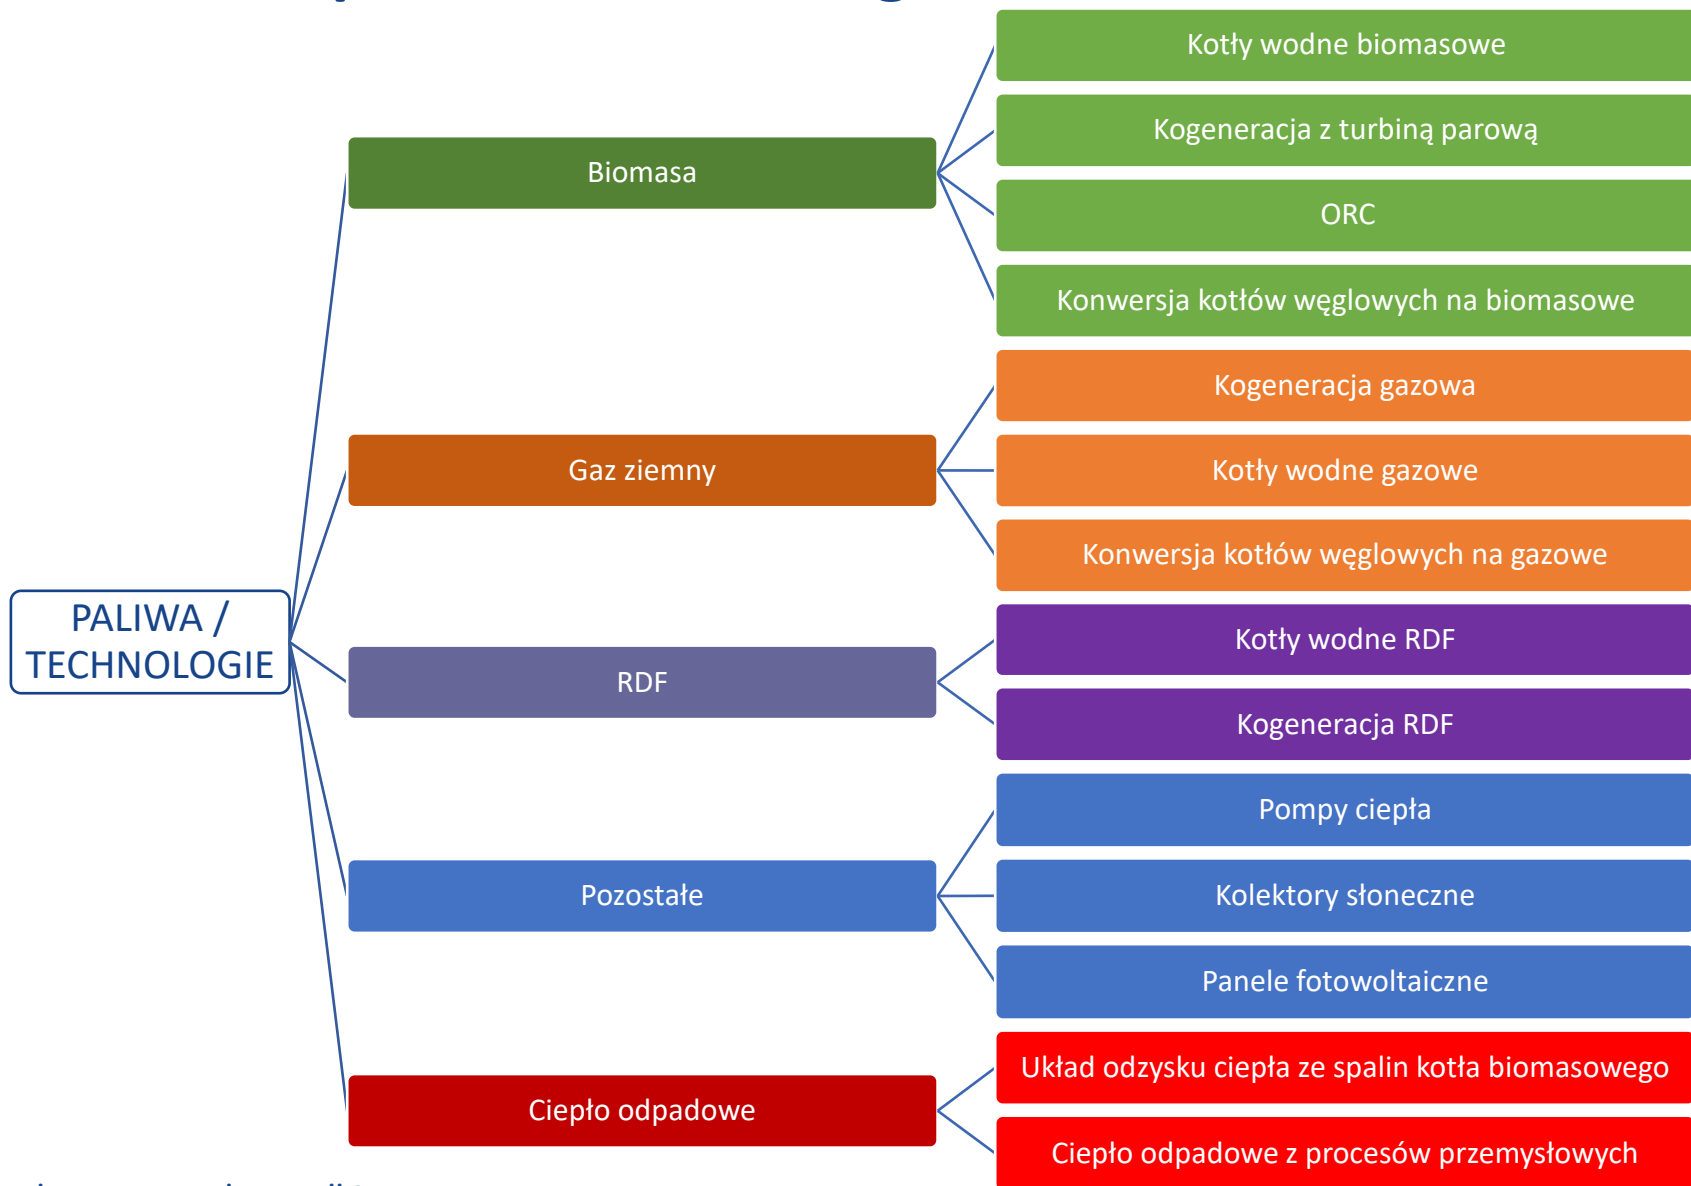 PALIWA /
TECHNOLOGIE
Biomasa
Kotły wodne biomasowe
Kogeneracja z turbiną parową
ORC
Konwersja kotłów węglowych na biomasowe
Gaz ziemny
Kogeneracja gazowa
Kotły wodne gazowe
Konwersja kotłów węglowych na gazowe
RDF
Kotły wodne RDF
Kogeneracja RDF
Pozostałe
Pompy ciepła
Kolektory słoneczne
Panele fotowoltaiczne
Ciepło odpadowe
Układ odzysku ciepła ze spalin kotła biomasowego
Ciepło odpadowe z procesów przemysłowych